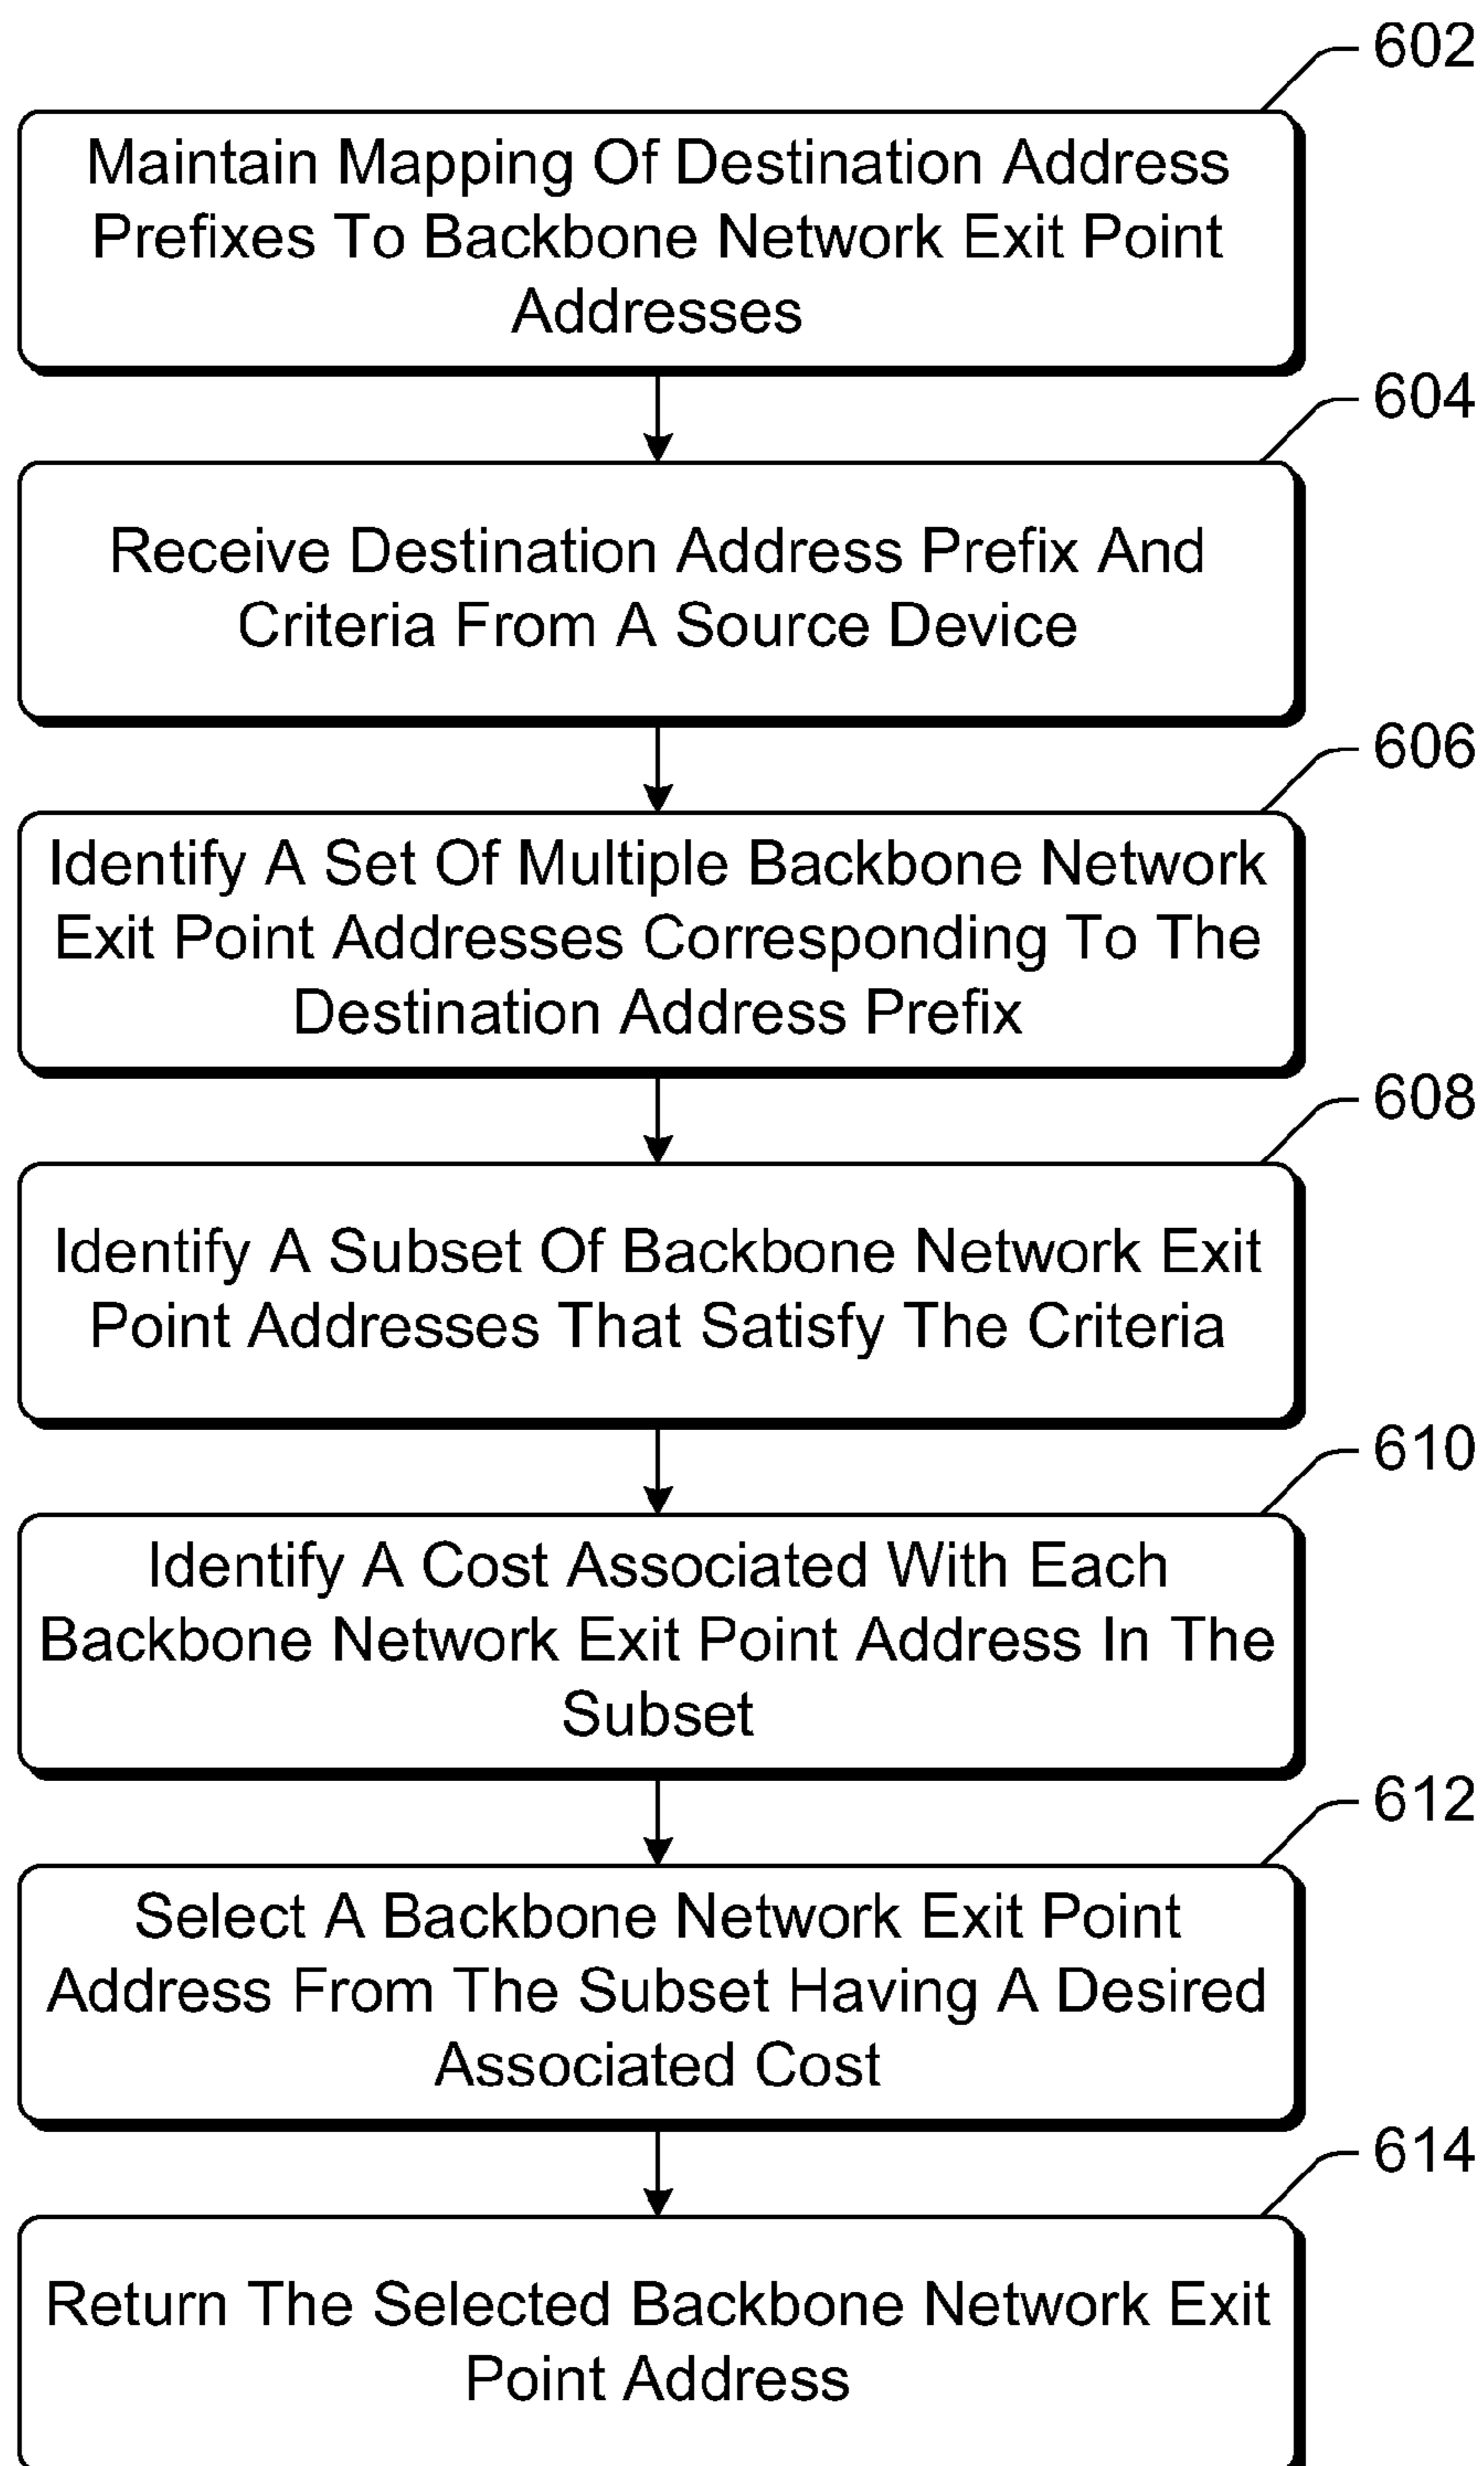 602
Maintain Mapping Of Destination Address
Prefixes To Backbone Network Exit Point
Addresses
604
Receive Destination Address Prefix And
Criteria From A Source Device
606
Identify A Set Of Multiple Backbone Network
Exit Point Addresses Corresponding To The
Destination Address Prefix
608
Identify A Subset Of Backbone Network Exit
Point Addresses That Satisfy The Criteria
610
Identify A Cost Associated With Each
Backbone Network Exit Point Address In The
Subset
612
Select A Backbone Network Exit Point
Address From The Subset Having A Desired
Associated Cost
614
Return The Selected Backbone Network Exit
Point Address